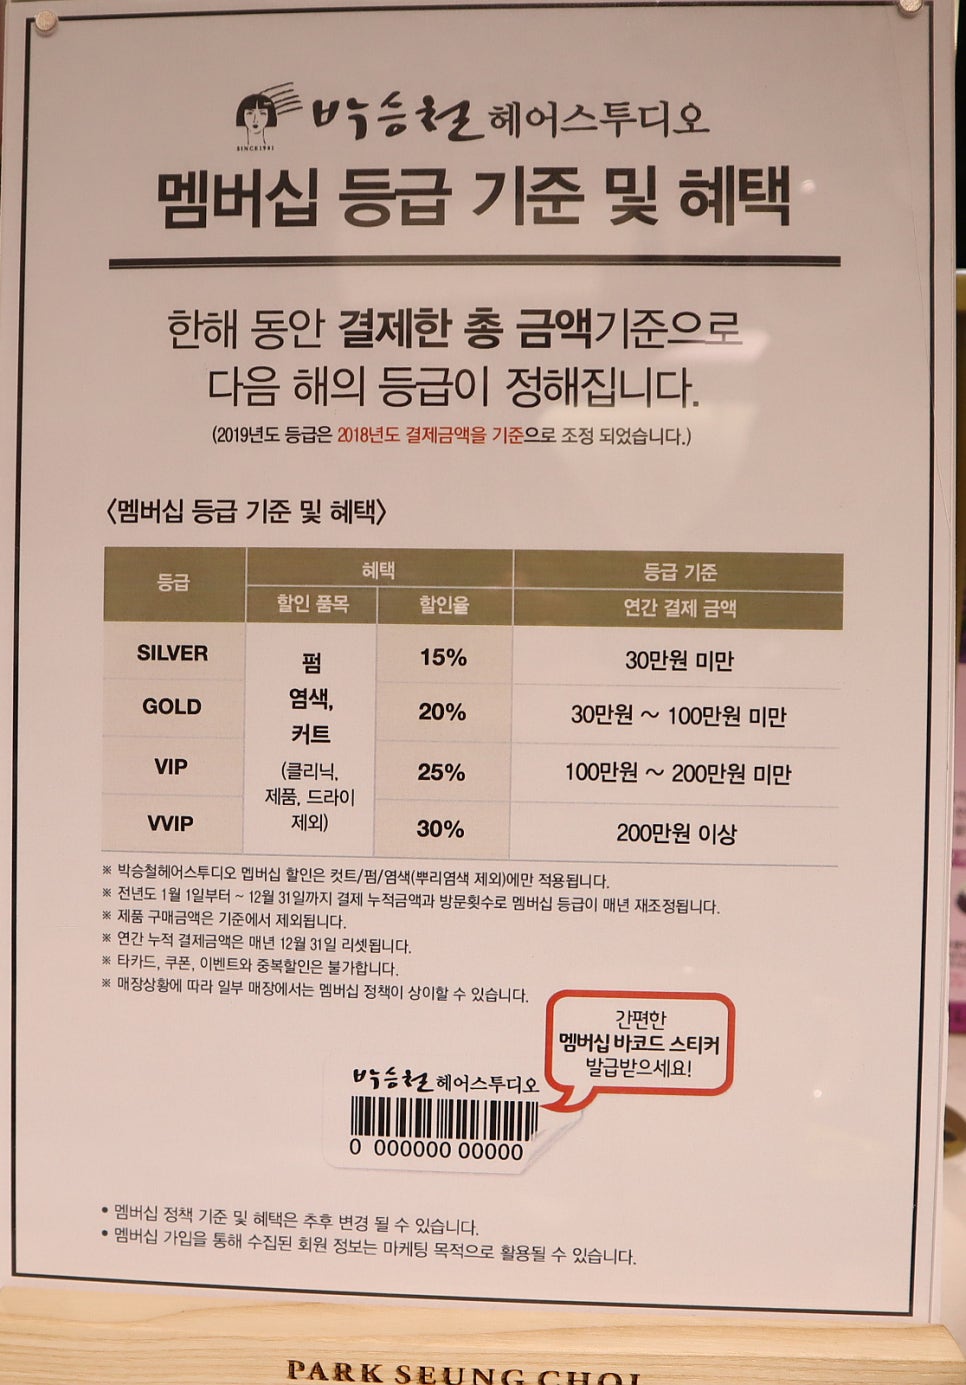 SINCE1981
박승철 헤어스투디오
멤버십 등급 기준 및 혜택
한해 동안 결제한 총 금액기준으로
다음 해의 등급이 정해집니다.
(2019년도 등급은 2018년도 결제금액을 기준으로 조정 되었습니다.)
<멤버십 등급 기준 및 혜택>
등급 혜택 등급 기준
할인 품목 할인율 연간 결제 금액
SILVER 15% 30만원 미만
GOLD 20% 30만원 ~ 100만원 미만
VIP 25% 100만원 ~ 200만원 미만
VVIP 30% 200만원 이상
펌
염색,
커트
(클리닉,
제품, 드라이
제외)
※ 박승철헤어스투디오 멥버십 할인은 컷트/펌/염색(뿌리염색 제외)에만 적용됩니다.
※ 전년도 1월 1일부터 ~ 12월 31일까지 결제 누적금액과 방문횟수로 멤버십 등급이 매년 재조정됩니다.
※ 제품 구매금액은 기준에서 제외됩니다.
※ 연간 누적 결제금액은 매년 12월 31일 리셋됩니다.
※ 타카드, 쿠폰, 이벤트와 중복할인은 불가합니다.
※ 매장상황에 따라 일부 매장에서는 멤버십 정책이 상이할 수 있습니다.
간편한
멤버십 바코드 스티커
발급받으세요!
박승철 헤어스투디오
0 000000 00000
• 멤버십 정책 기준 및 혜택은 추후 변경 될 수 있습니다.
• 멤버십 가입을 통해 수집된 회원 정보는 마케팅 목적으로 활용될 수 있습니다.
PARK SEUNG CHOL